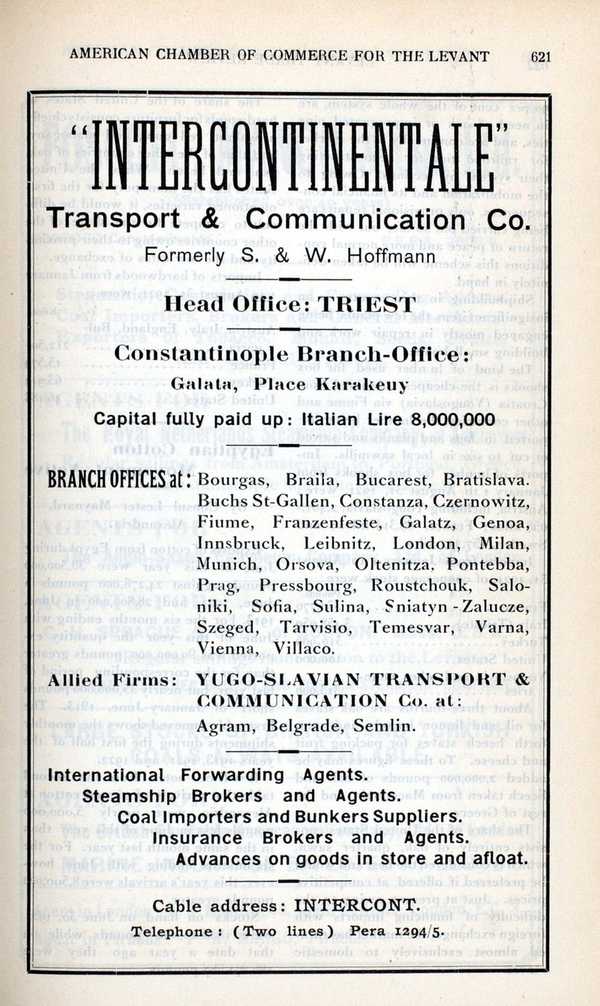 AMERICAN CHAMBER OF COMMERCE FOR THE LEVANT 621
"INTERCONTINENTALE"
Transport & Communication Co.
Formerly S. & W. Hoffmann
Head Office: TRIEST
Constantinople Branch-Office:
Galata, Place Karakeuy
Capital fully paid up: Italian Lire 8,000,000
BRANCH OFFICES at: Bourgas, Braila, Bucarest, Bratislava.
Buchs St-Gallen, Constanza, Czernowitz,
Fiume, Franzenfeste, Galatz, Genoa,
Innsbruck, Leibnitz, London, Milan,
Munich, Orsova, Oltenitza. Pontebba,
Prag, Pressbourg, Roustchouk, Salo-
niki, Sofia, Sulina, Sniatyn-Zalucze,
Szeged, Tarvisio, Temesvar, Varna,
Vienna, Villaco.
Allied Firms: YUGO-SLAVIAN TRANSPORT &
COMMUNICATION Co. at:
Agram, Belgrade, Semlin.
International Forwarding Agents.
Steamship Brokers and Agents.
Coal Importers and Bunkers Suppliers.
Insurance Brokers and Agents.
Advances on goods in store and afloat.
Cable address: INTERCONT.
Telephone: (Two lines) Pera 1294/5.